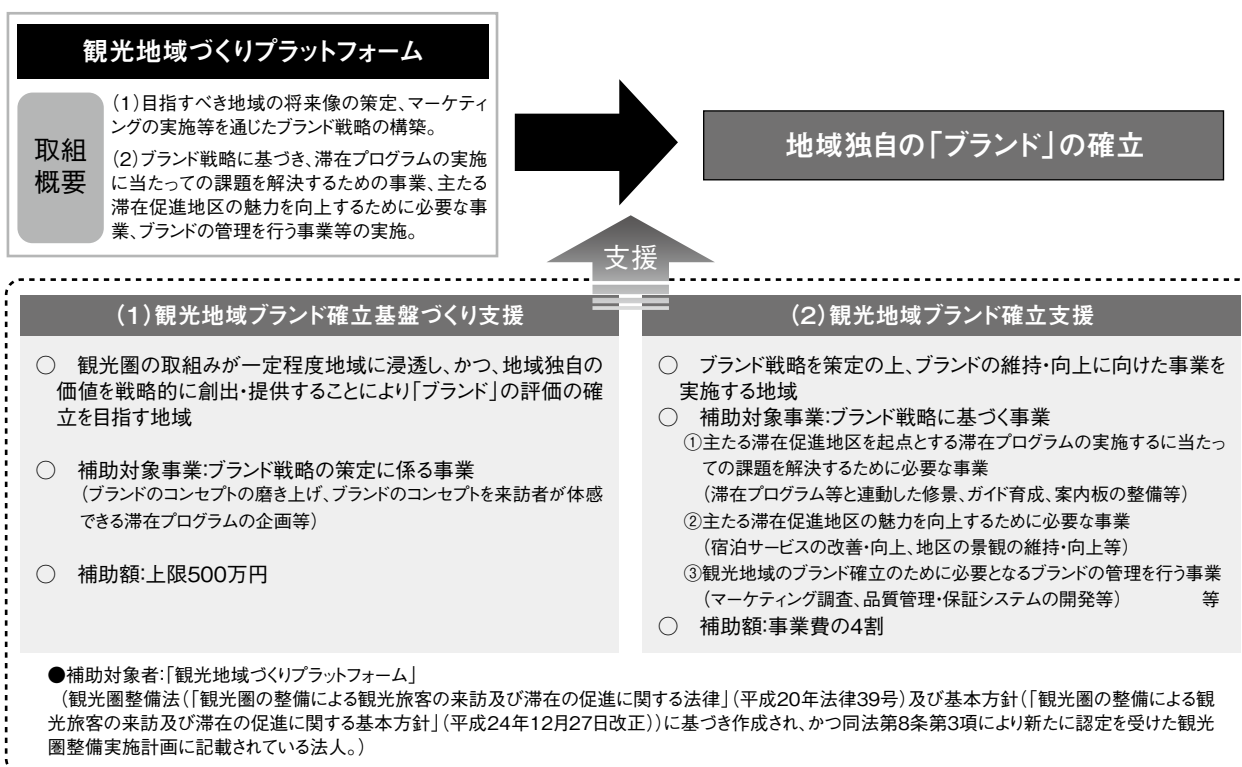 観光地域づくりプラットフォーム
取組
概要
（1）目指すべき地域の将来像の策定、マーケティ
ングの実施等を通じたブランド戦略の構築。
（2）ブランド戦略に基づき、滞在プログラムの実施
に当たっての課題を解決するための事業、主たる
滞在促進地区の魅力を向上するために必要な事
業、ブランドの管理を行う事業等の実施。
地域独自の「ブランド」の確立
支援
（1）観光地域ブランド確立基盤づくり支援
○　観光圏の取組みが一定程度地域に浸透し、かつ、地域独自の
価値を戦略的に創出・提供することにより「ブランド」の評価の確
立を目指す地域
○　補助対象事業：ブランド戦略の策定に係る事業
（ブランドのコンセプトの磨き上げ、ブランドのコンセプトを来訪者が体感
できる滞在プログラムの企画等）
○　補助額：上限500万円
（2）観光地域ブランド確立支援
○　ブランド戦略を策定の上、ブランドの維持・向上に向けた事業を
実施する地域
○　補助対象事業：ブランド戦略に基づく事業
①主たる滞在促進地区を起点とする滞在プログラムの実施するに当たっ
ての課題を解決するために必要な事業
（滞在プログラム等と連動した修景、ガイド育成、案内板の整備等）
②主たる滞在促進地区の魅力を向上するために必要な事業
（宿泊サービスの改善・向上、地区の景観の維持・向上等）
③観光地域のブランド確立のために必要となるブランドの管理を行う事業
（マーケティング調査、品質管理・保証システムの開発等）　等
○　補助額：事業費の4割
●補助対象者：「観光地域づくりプラットフォーム」
（観光圏整備法（「観光圏の整備による観光旅客の来訪及び滞在の促進に関する法律」（平成20年法律39号）及び基本方針（「観光圏の整備による観
光旅客の来訪及び滞在の促進に関する基本方針」（平成24年12月27日改正））に基づき作成され、かつ同法第8条第3項により新たに認定を受けた観光
圏整備実施計画に記載されている法人。）